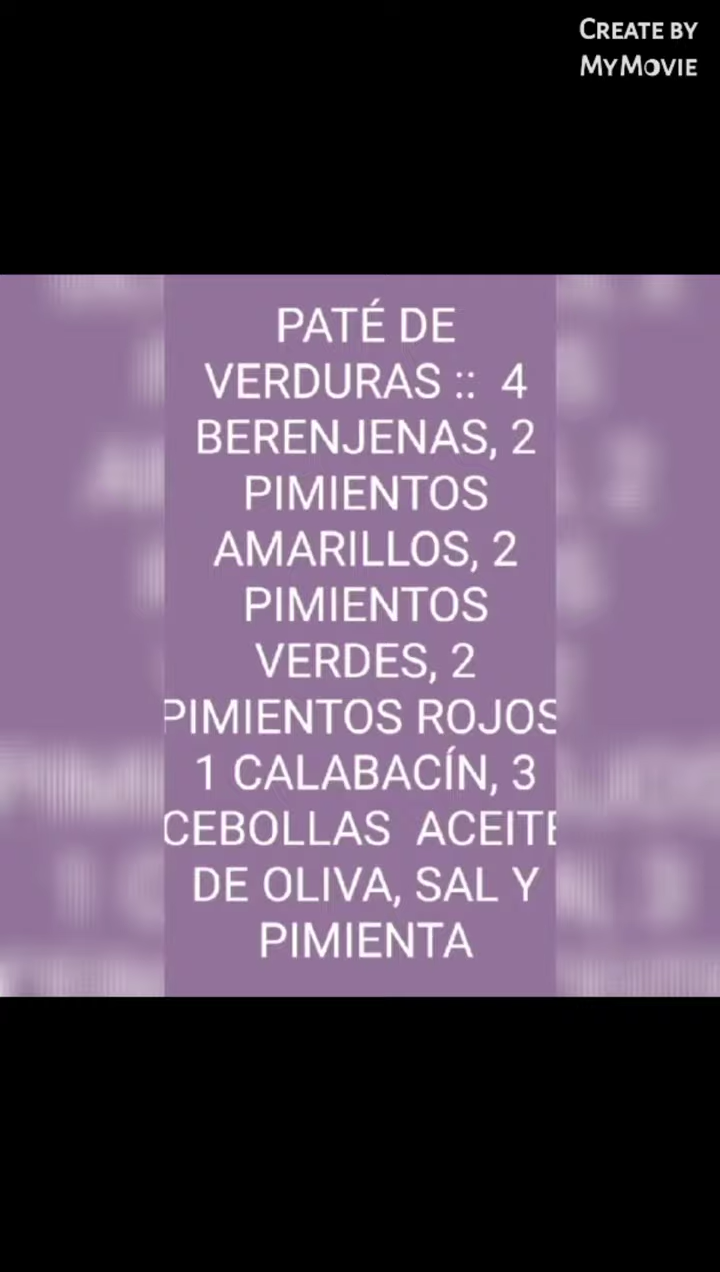 CREATE BY
MYMOVIE
PATÉ DE
VERDURAS :: 4
BERENJENAS, 2
PIMIENTOS
AMARILLOS, 2
PIMIENTOS
VERDES, 2
PIMIENTOS ROJOS
1 CALABACÍN, 3
CEBOLLAS ACEITE
DE OLIVA, SAL Y
PIMIENTA